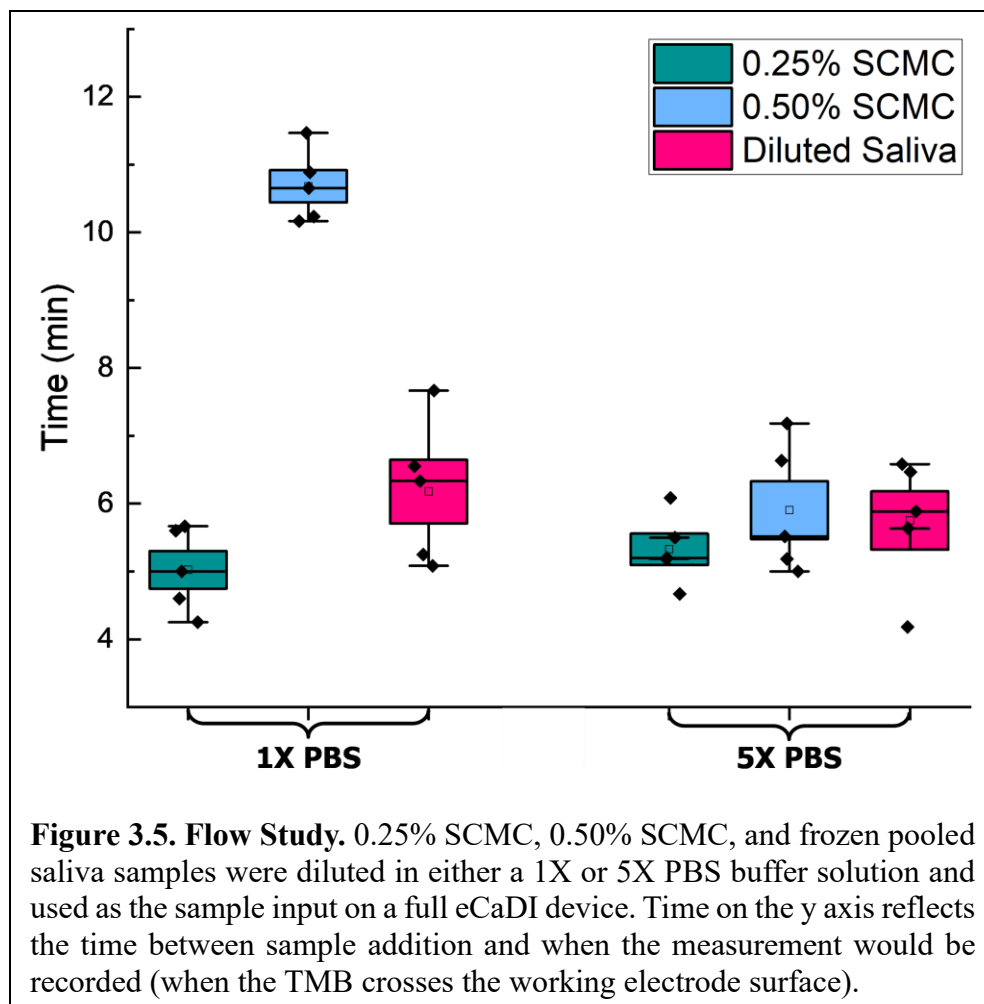 0.25% SCMC
0.50% SCMC
Diluted Saliva
12
10
8
6
4
Time (min)
1X PBS
5X PBS
Figure 3.5. Flow Study. 0.25% SCMC, 0.50% SCMC, and frozen pooled
saliva samples were diluted in either a 1X or 5X PBS buffer solution and
used as the sample input on a full eCaDI device. Time on the y axis reflects
the time between sample addition and when the measurement would be
recorded (when the TMB crosses the working electrode surface).